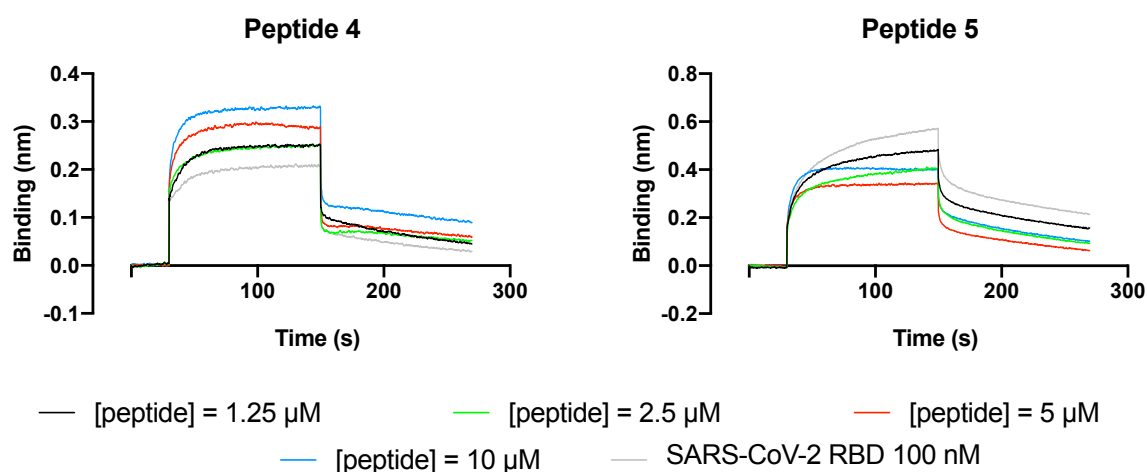 Peptide 4
Peptide 5
0.4
0.3
0.2
0.1
0.0
-0.1
Binding (nm)
100
200
300
Time (s)
0.8
0.6
0.4
0.2
0.0
-0.2
Binding (nm)
100
200
300
Time (s)
[peptide] = 1.25 µM
[peptide] = 2.5 µM
[peptide] = 5 µM
[peptide] = 10 µM
SARS-CoV-2 RBD 100 nM